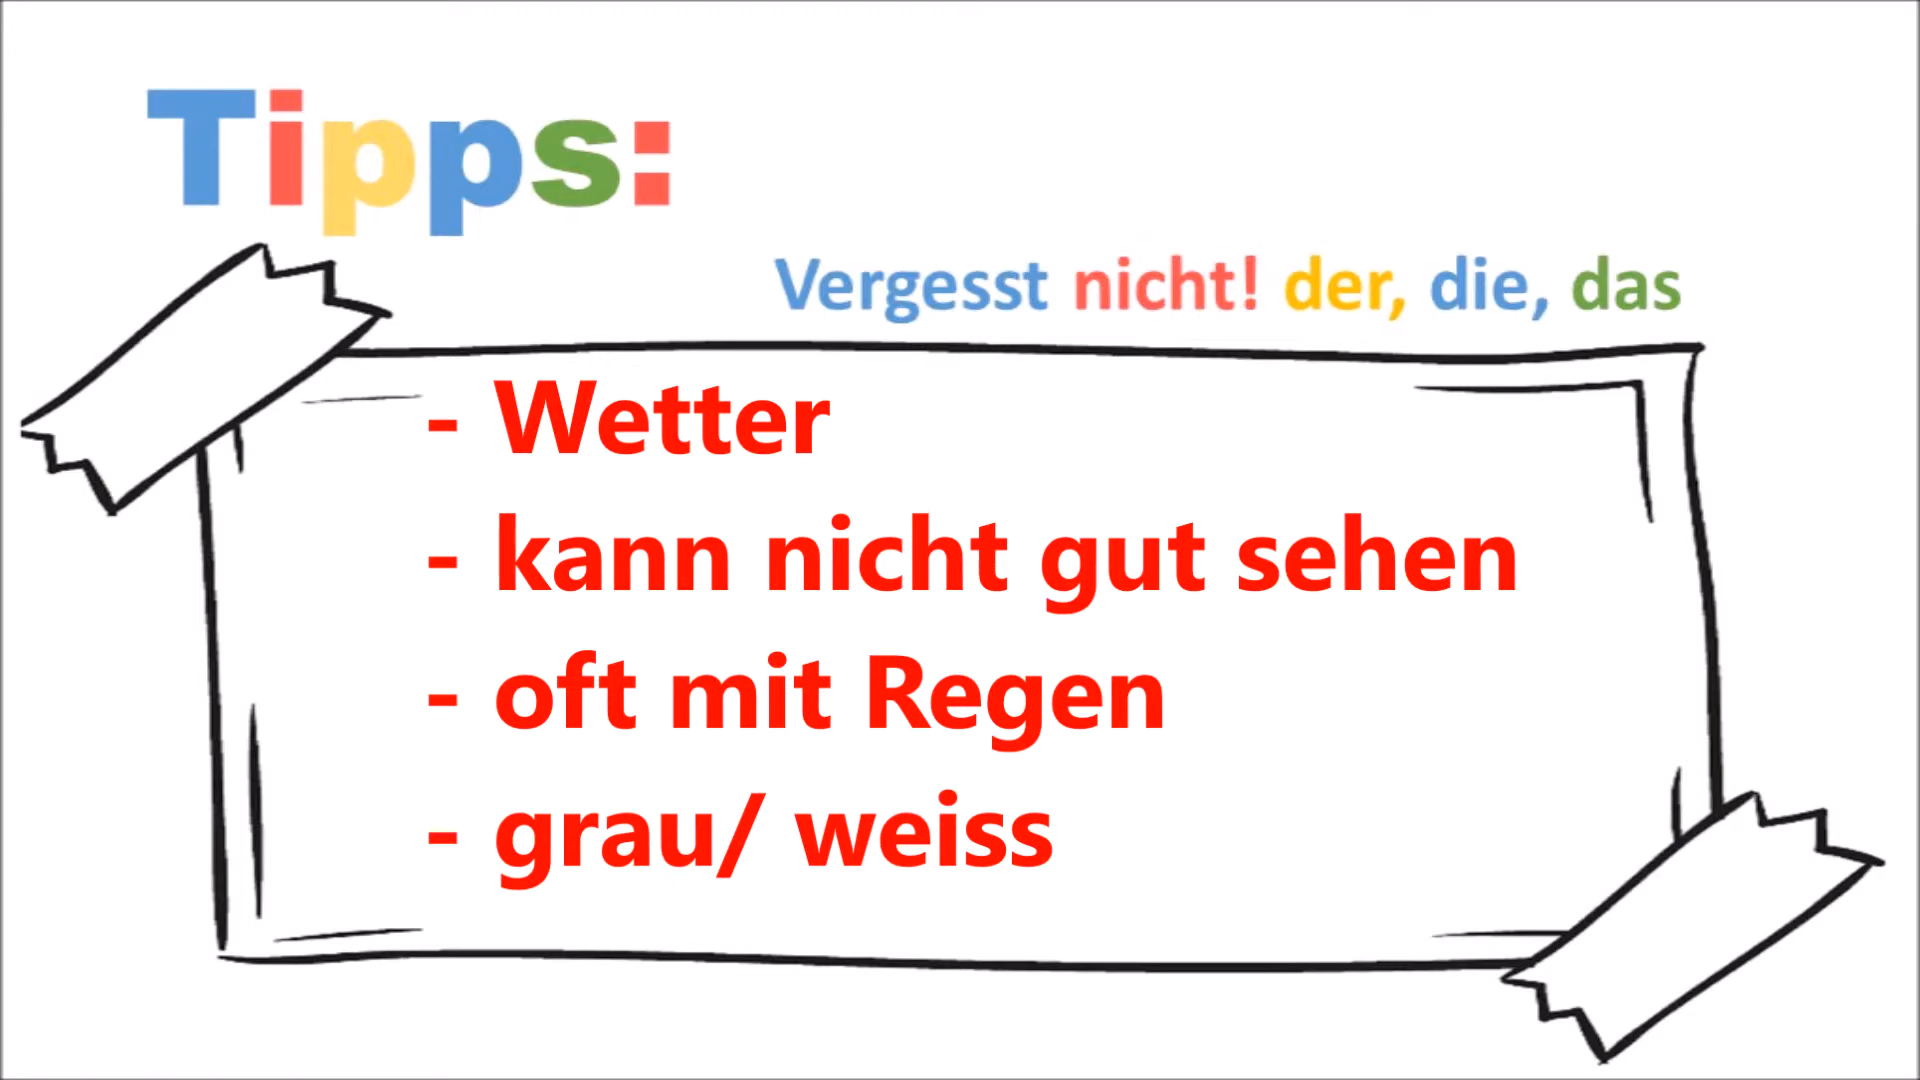 Tipps:
Vergesst nicht! der, die, das
- Wetter
- kann nicht gut sehen
- oft mit Regen
- grau/ weiss